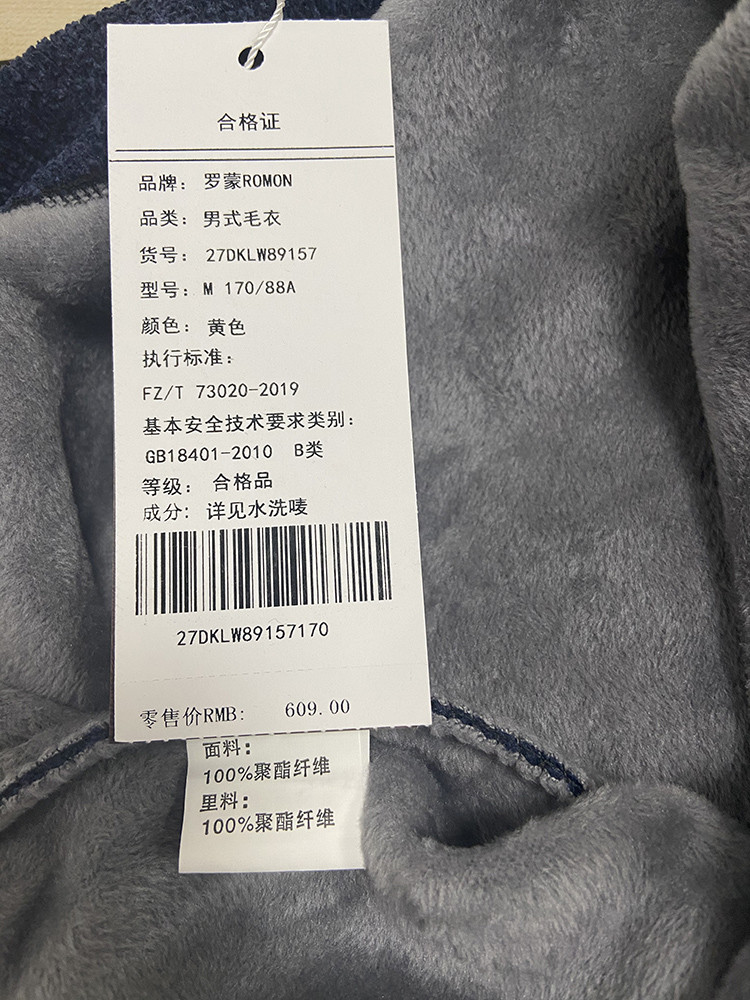 合格证
品牌: 罗蒙ROMON
品类: 男式毛衣
货号: 27DKLW89157
型号: M 170/88A
颜色: 黄色
执行标准:
FZ/T 73020-2019
基本安全技术要求类别:
GB18401-2010 B类
等级: 合格品
成分: 详见水洗唛
27DKLW89157170
零售价RMB: 609.00
面料:
100%聚酯纤维
里料:
100%聚酯纤维